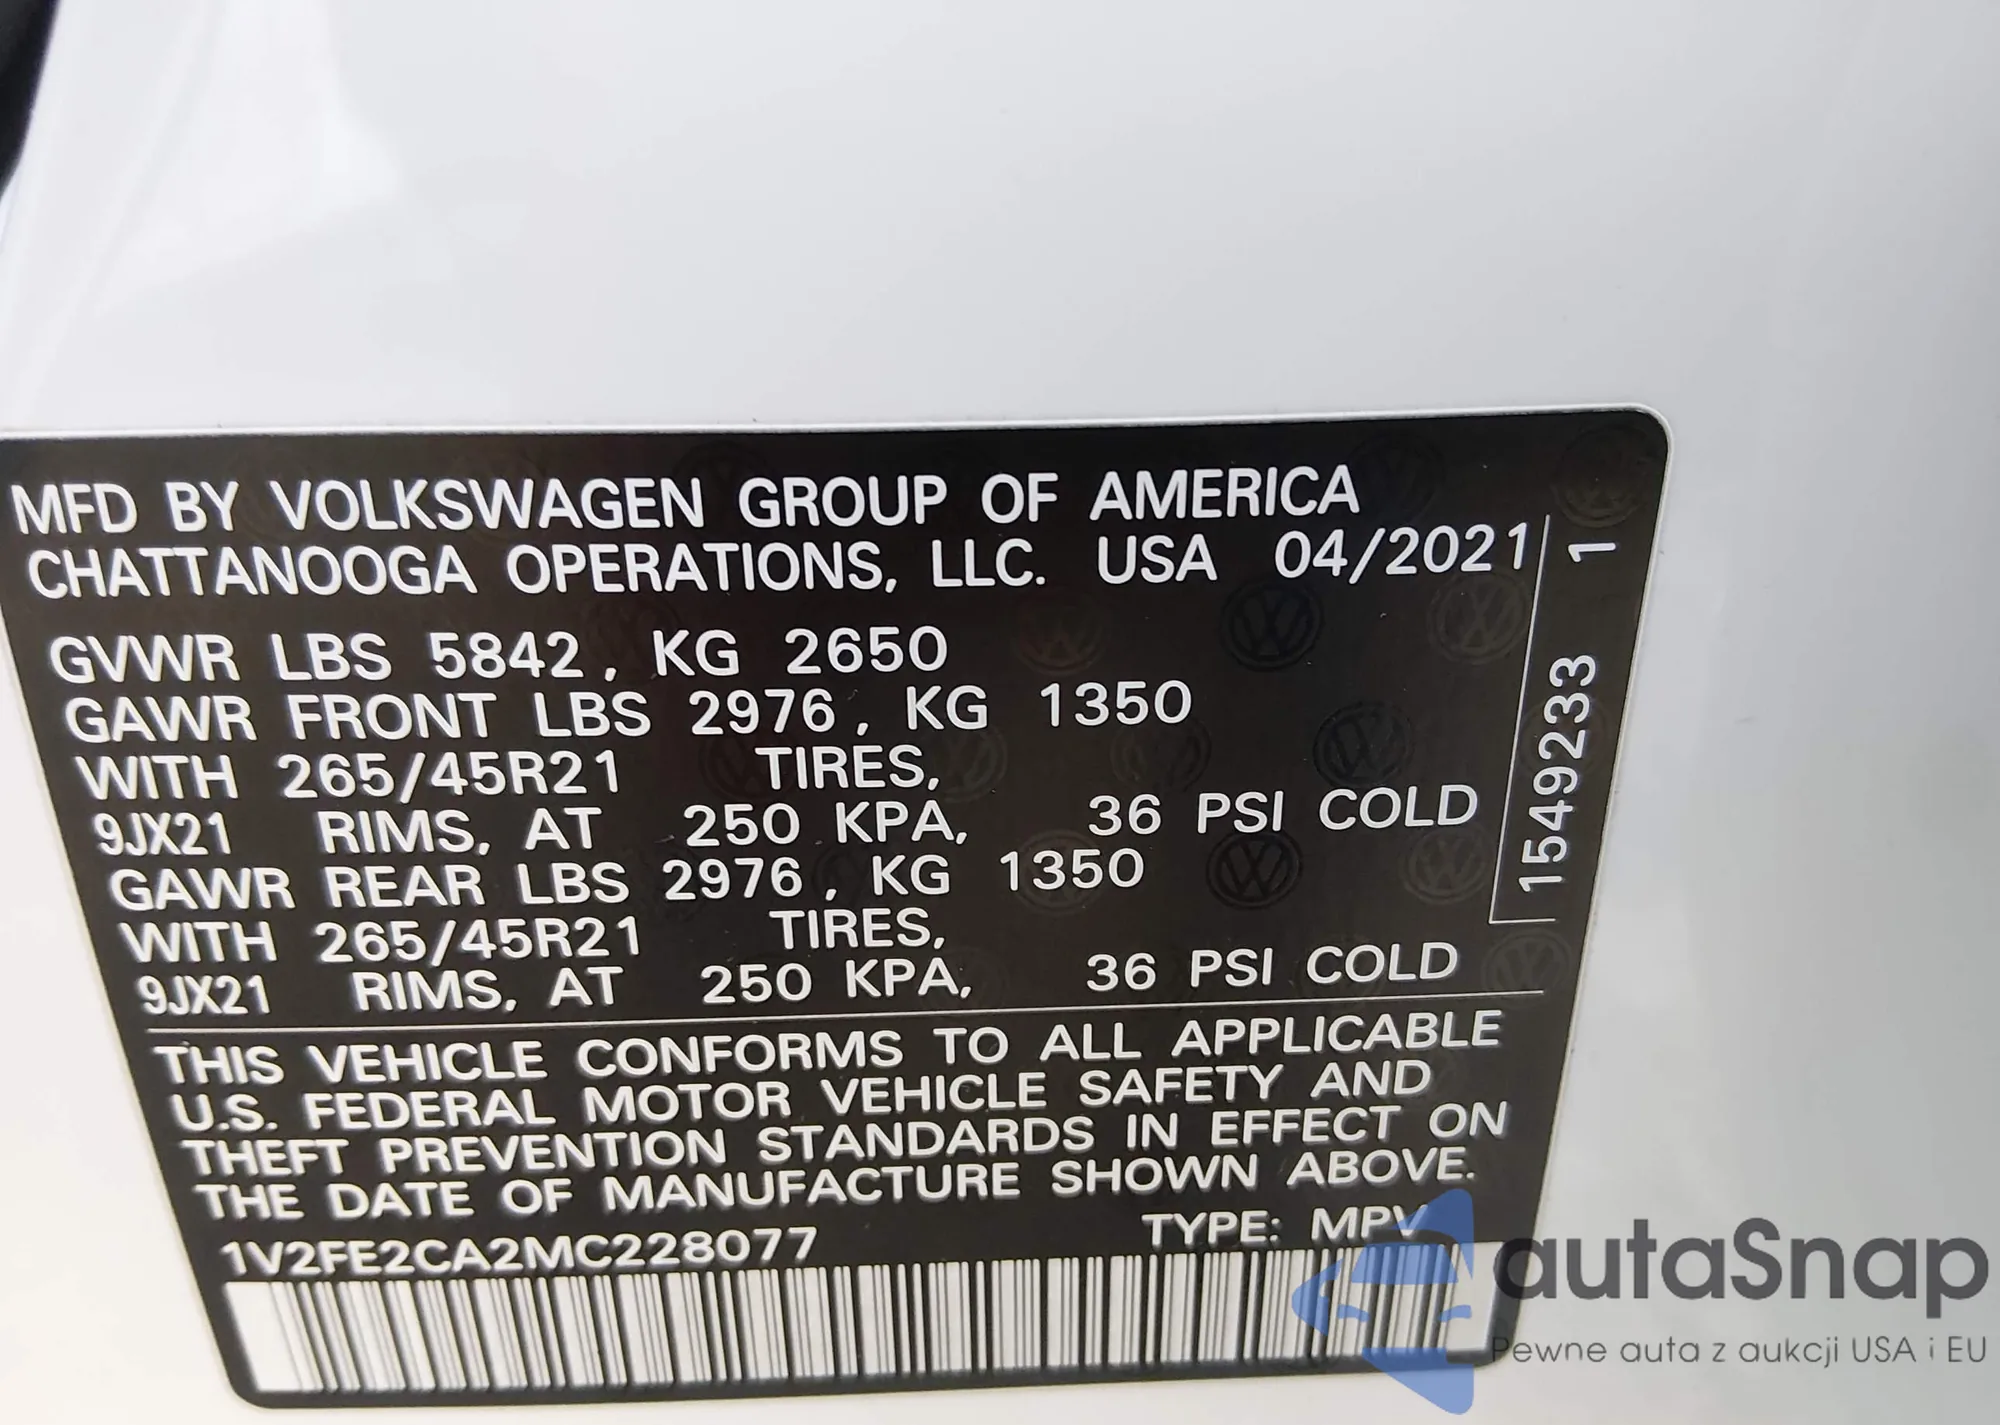 MFD BY VOLKSWAGEN GROUP OF AMERICA
CHATTANOOGA OPERATIONS, LLC. USA 04/2021
GVWR LBS 5842, KG 2650
GAWR FRONT LBS 2976, KG 1350
WITH 265/45R21 TIRES,
9JX21 RIMS, AT 250 KPA, 36 PSI COLD
GAWR REAR LBS 2976, KG 1350
WITH 265/45R21 TIRES,
9JX21 RIMS, AT 250 KPA, 36 PSI COLD
1549233 1
THIS VEHICLE CONFORMS TO ALL APPLICABLE
U.S. FEDERAL MOTOR VEHICLE SAFETY AND
THEFT PREVENTION STANDARDS IN EFFECT ON
THE DATE OF MANUFACTURE SHOWN ABOVE.
1V2FE2CA2MC228077 TYPE: MPV
autaSnap
Pewne auta z aukcji USA i EU